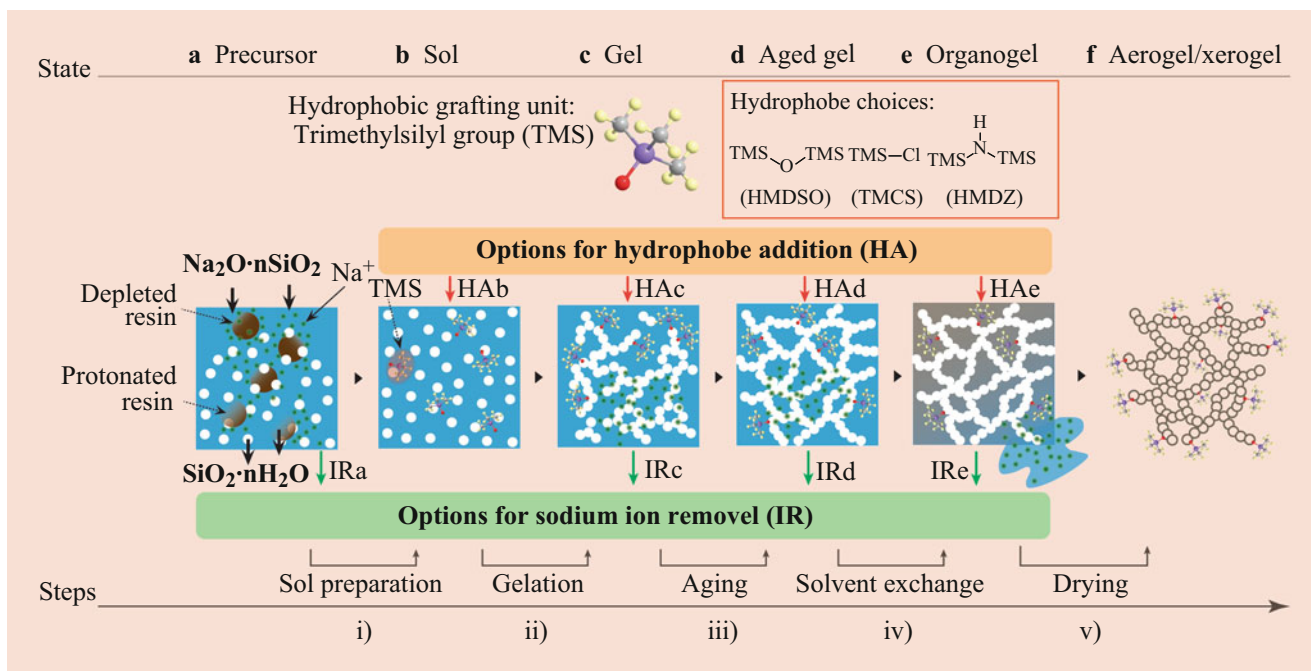 State
a Precursor
b Sol
c Gel
d Aged gel
e Organogel
f Aerogel/xerogel
Hydrophobic grafting unit:
Trimethylsilyl group (TMS)
Hydrophobe choices:
H
TMS O TMS
TMS–Cl
TMS N TMS
(HMDSO)
(TMCS)
(HMDZ)
Options for hydrophobe addition (HA)
Na₂O·nSiO₂
Na⁺
TMS
HAb
HAc
HAd
HAe
Depleted
resin
Protonated
resin
SiO₂·nH₂O
IRa
IRc
IRd
IRe
Options for sodium ion removel (IR)
Steps
Sol preparation
Gelation
Aging
Solvent exchange
Drying
i)
ii)
iii)
iv)
v)